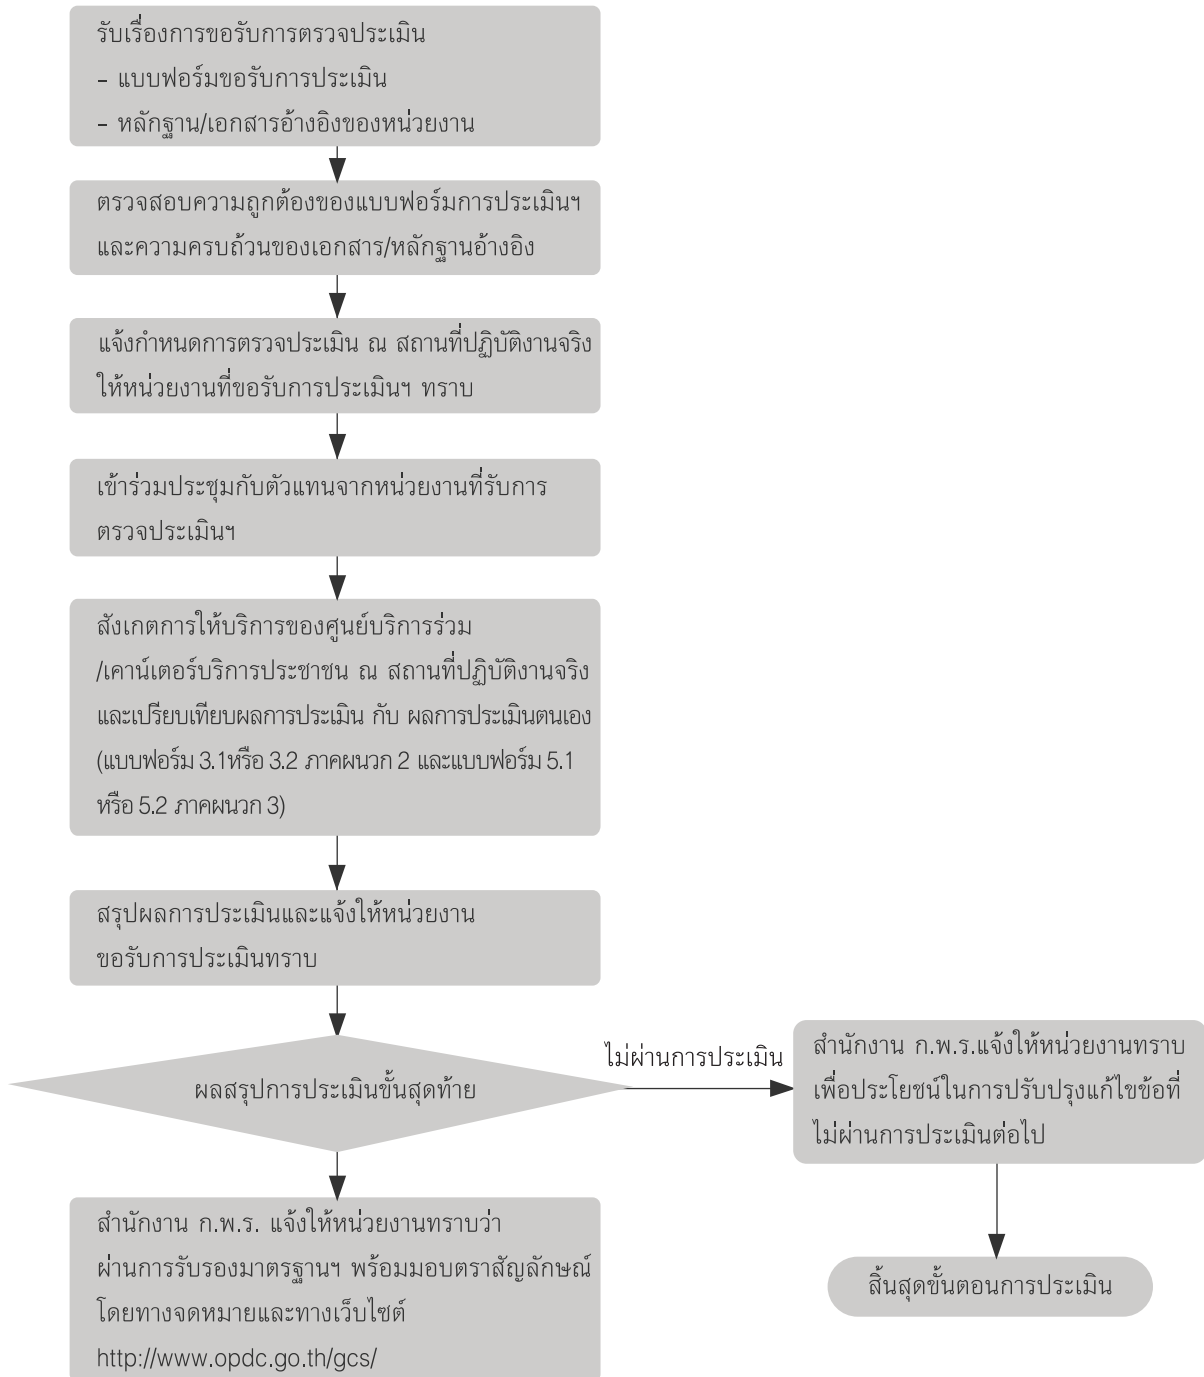 รับเรื่องการขอรับการตรวจประเมิน
- แบบฟอร์มขอรับการประเมิน
- หลักฐาน/เอกสารอ้างอิงของหน่วยงาน
ตรวจสอบความถูกต้องของแบบฟอร์มการประเมินฯ
และความครบถ้วนของเอกสาร/หลักฐานอ้างอิง
แจ้งกำหนดการตรวจประเมิน ณ สถานที่ปฏิบัติงานจริง
ให้หน่วยงานที่ขอรับการประเมินฯ ทราบ
เข้าร่วมประชุมกับตัวแทนจากหน่วยงานที่รับการ
ตรวจประเมินฯ
สังเกตการให้บริการของศูนย์บริการร่วม
/เคาน์เตอร์บริการประชาชน ณ สถานที่ปฏิบัติงานจริง
และเปรียบเทียบผลการประเมิน กับ ผลการประเมินตนเอง
(แบบฟอร์ม 3.1หรือ 3.2 ภาคผนวก 2 และแบบฟอร์ม 5.1
หรือ 5.2 ภาคผนวก 3)
สรุปผลการประเมินและแจ้งให้หน่วยงาน
ขอรับการประเมินทราบ
ผลสรุปการประเมินขั้นสุดท้าย
ไม่ผ่านการประเมิน
สำนักงาน ก.พ.ร.แจ้งให้หน่วยงานทราบ
เพื่อประโยชน์ในการปรับปรุงแก้ไขข้อที่
ไม่ผ่านการประเมินต่อไป
สิ้นสุดขั้นตอนการประเมิน
สำนักงาน ก.พ.ร. แจ้งให้หน่วยงานทราบว่า
ผ่านการรับรองมาตรฐานฯ พร้อมมอบตราสัญลักษณ์
โดยทางจดหมายและทางเว็บไซต์
http://www.opdc.go.th/gcs/